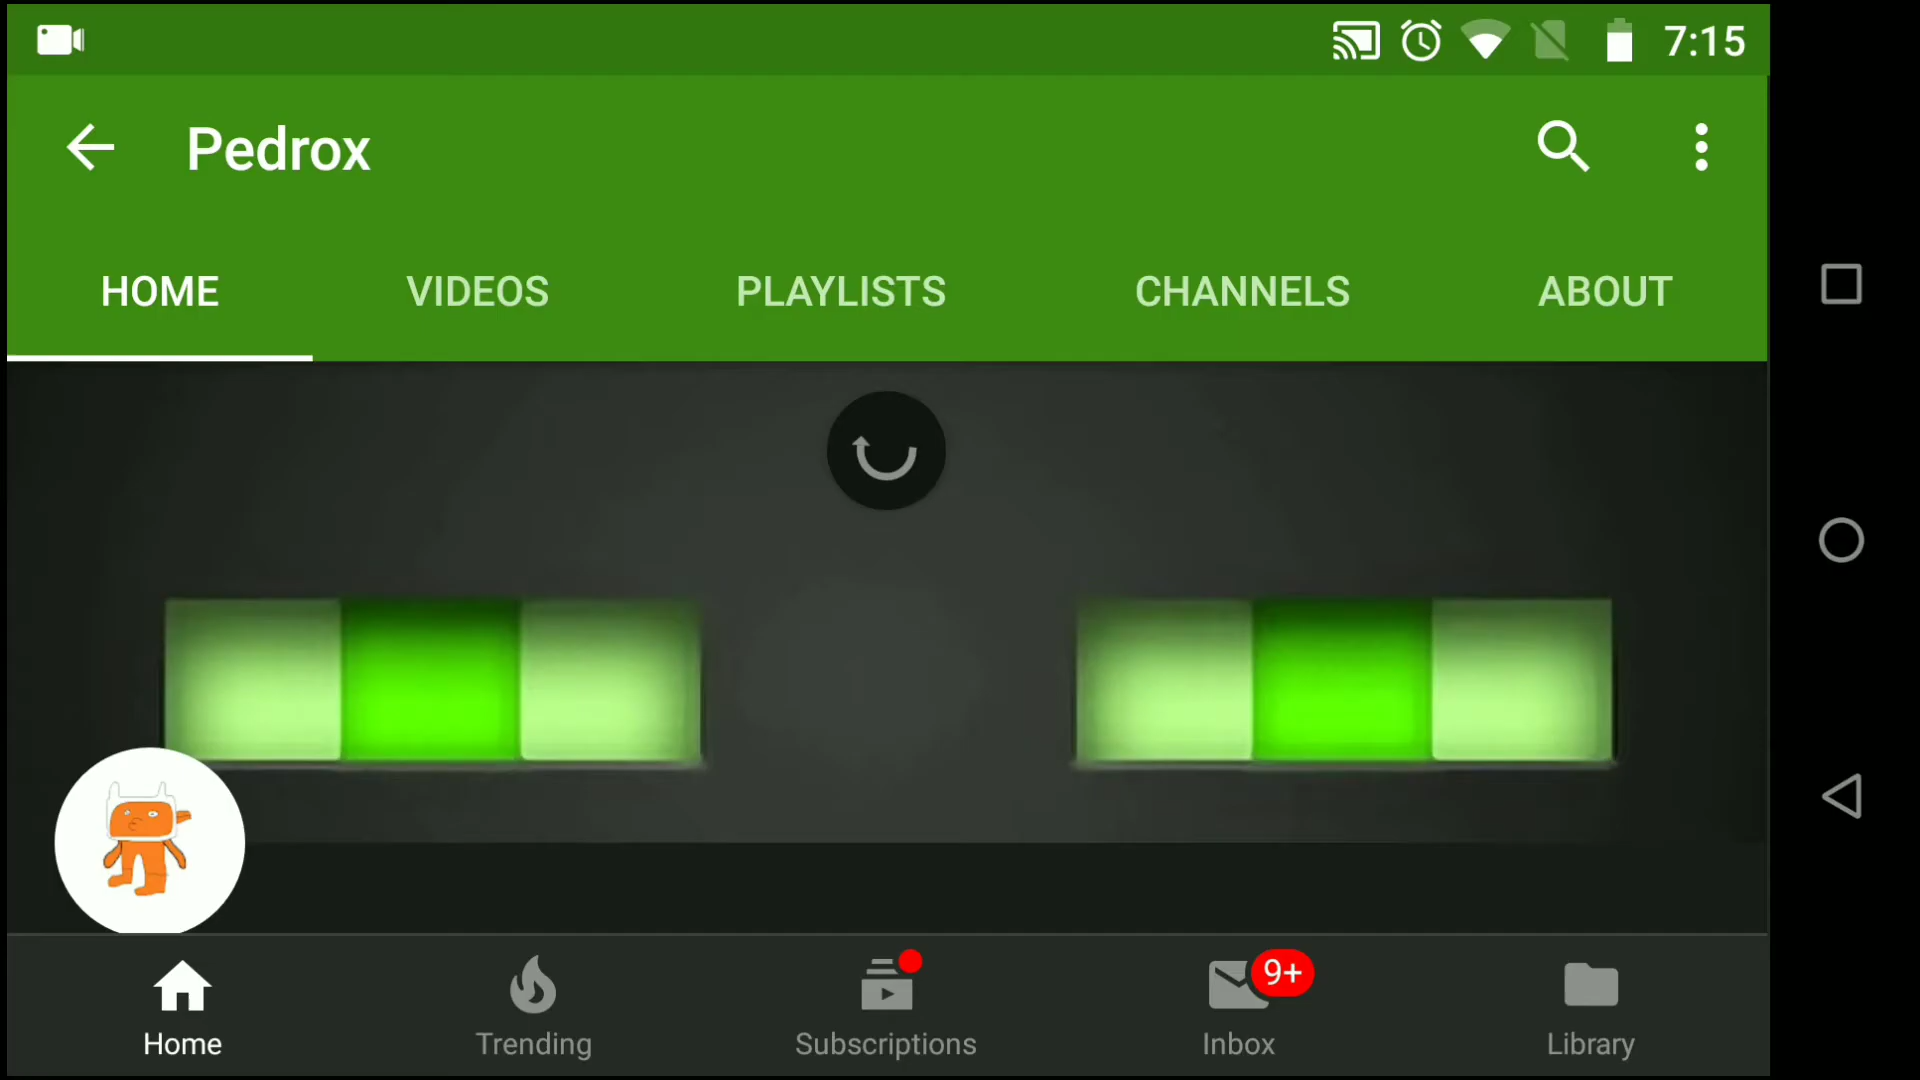 7:15
Pedrox
HOME VIDEOS PLAYLISTS CHANNELS ABOUT
9+
Home Trending Subscriptions Inbox Library